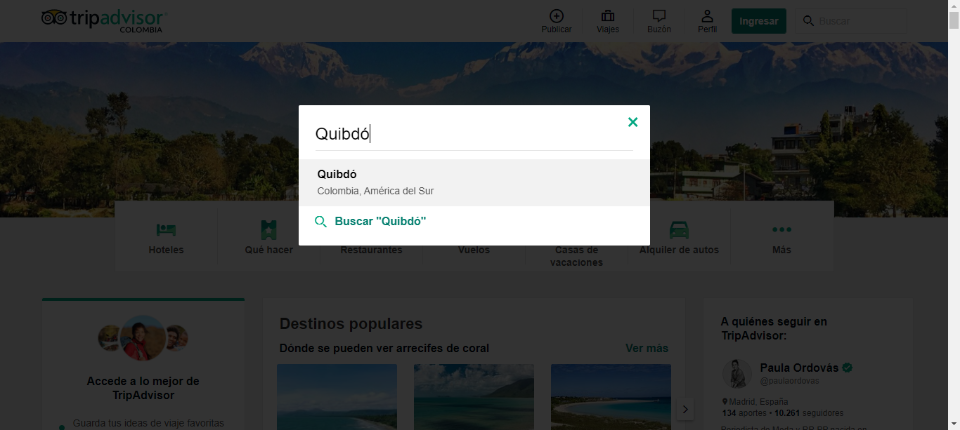 tripadvisor
COLOMBIA
Publicar
Viajes
Buzón
Perfil
Ingresar
Buscar
Quibdó
Quibdó
Colombia, América del Sur
Buscar "Quibdó"
Hoteles
Qué hacer
Restaurantes
Vuelos
Casas de
vacaciones
Alquiler de autos
Más
Accede a lo mejor de
TripAdvisor
Guarda tus ideas de viaje favoritas
Destinos populares
Dónde se pueden ver arrecifes de coral
Ver más
A quiénes seguir en
TripAdvisor:
Paula Ordovás
@paulaordovas
Madrid, España
134 aportes • 10.261 seguidores